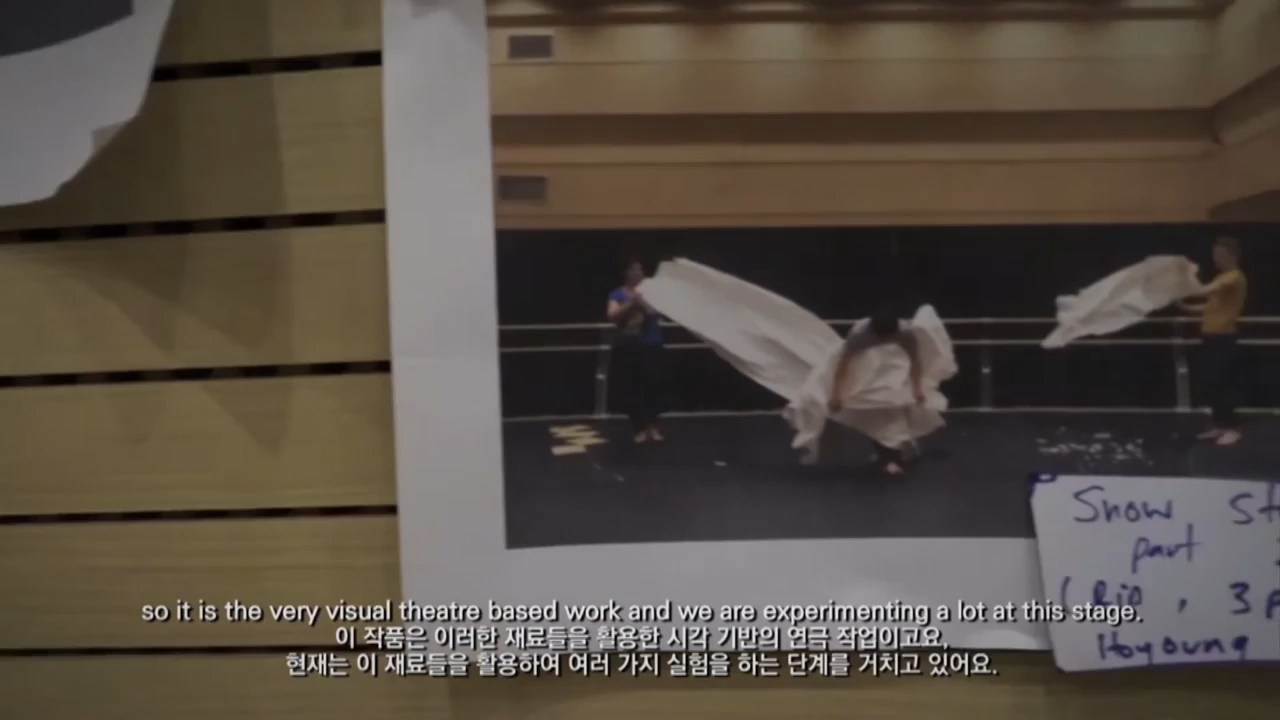 Snow
part
Rio, 3
Hoyoung
so it is the very visual theatre based work and we are experimenting a lot at this stage.
이 작품은 이러한 재료들을 활용한 시각 기반의 연극 작업이고요,
현재는 이 재료들을 활용하여 여러 가지 실험을 하는 단계를 거치고 있어요.